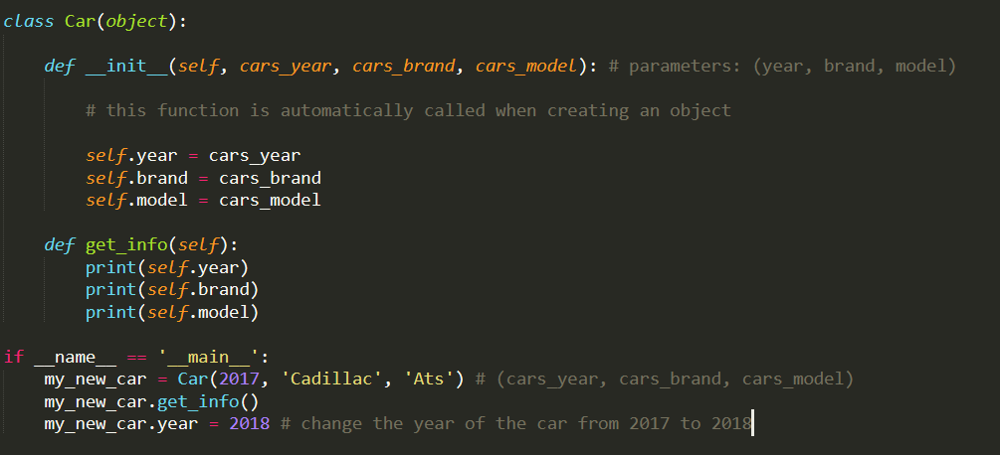 class Car(object):
def __init__(self, cars_year, cars_brand, cars_model): # parameters: (year, brand, model)
# this function is automatically called when creating an object
self.year = cars_year
self.brand = cars_brand
self.model = cars_model
def get_info(self):
print(self.year)
print(self.brand)
print(self.model)
if __name__ == '__main__':
my_new_car = Car(2017, 'Cadillac', 'Ats') # (cars_year, cars_brand, cars_model)
my_new_car.get_info()
my_new_car.year = 2018 # change the year of the car from 2017 to 2018